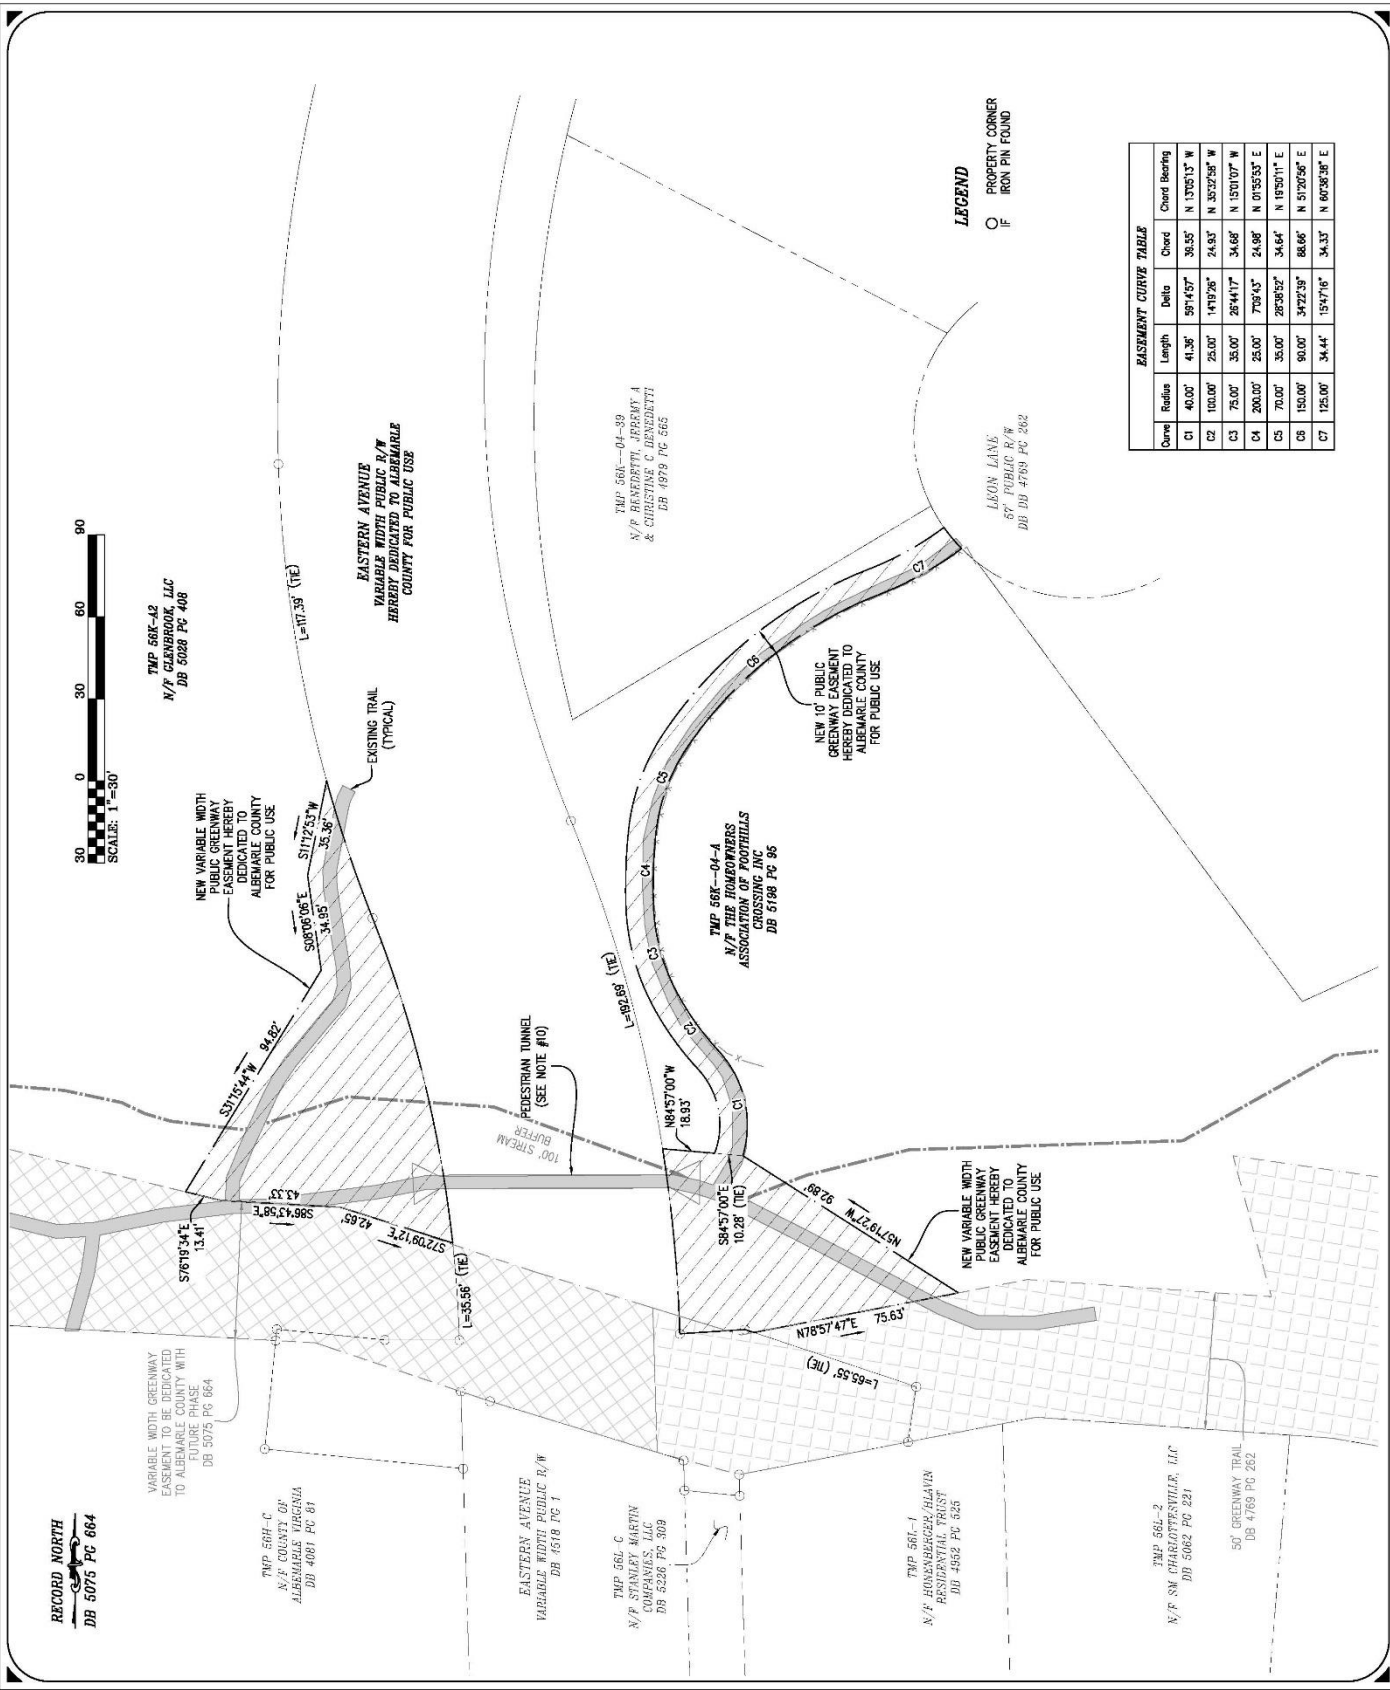 RECORD NORTH
DB 5075 PG 664
30 0 30 60 90
SCALE: 1"=30'
TMP 56K-A2
N/F GLENBROOK, LLC
DB 5028 PG 408
NEW VARIABLE WIDTH
PUBLIC GREENWAY
EASEMENT HEREBY
DEDICATED TO
ALBEMARLE COUNTY
FOR PUBLIC USE
VARIABLE WIDTH GREENWAY
EASEMENT TO BE DEDICATED
TO ALBEMARLE COUNTY WITH
FUTURE PHASE
DB 5075 PG 664
S76°19'34"E
13.41'
S31°15'44"W 94.82'
S08°06'06"E
34.95'
S11°12'53"W
35.36'
L=117.39' (TIE)
EXISTING TRAIL
(TYPICAL)
S86°43'58"E
43.33'
S72°09'12"E
42.65'
L=35.56' (TIE)
EASTERN AVENUE
VARIABLE WIDTH PUBLIC R/W
HEREBY DEDICATED TO ALBEMARLE
COUNTY FOR PUBLIC USE
TMP 56H-C
N/F COUNTY OF
ALBEMARLE VIRGINIA
DB 4081 PG 81
100' STREAM
BUFFER
PEDESTRIAN TUNNEL
(SEE NOTE #10)
EASTERN AVENUE
VARIABLE WIDTH PUBLIC R/W
DB 4518 PG 1
L=192.69' (TIE)
N84°57'00"W
18.93'
S84°57'00"E
10.28' (TIE)
C1
C2
C3
C4
C5
C6
C7
TMP 56K--04-39
N/F BENEDETTI, JEREMY A
& CHRISTINE C BENEDETTI
DB 4979 PG 565
TMP 56L-C
N/F STANLEY MARTIN
COMPANIES, LLC
DB 5226 PG 309
TMP 56K--04-A
N/F THE HOMEOWNERS
ASSOCIATION OF FOOTHILLS
CROSSING INC
DB 5198 PG 95
NEW 10' PUBLIC
GREENWAY EASEMENT
HEREBY DEDICATED TO
ALBEMARLE COUNTY
FOR PUBLIC USE
N57°19'27"W 92.89'
N78°57'47"E 75.63'
L=65.55' (TIE)
NEW VARIABLE WIDTH
PUBLIC GREENWAY
EASEMENT HEREBY
DEDICATED TO
ALBEMARLE COUNTY
FOR PUBLIC USE
TMP 56L-1
N/F HONENBERGER/HLAVIN
RESIDENTIAL TRUST
DB 4952 PG 525
LEON LANE
57' PUBLIC R/W
DB DB 4769 PG 262
LEGEND
PROPERTY CORNER
IF IRON PIN FOUND
TMP 56L-2
N/F SM CHARLOTTESVILLE, LLC
DB 5062 PG 221
50' GREENWAY TRAIL
DB 4769 PG 262
EASEMENT CURVE TABLE
Curve Radius Length Delta Chord Chord Bearing
C1 40.00' 41.36' 59°14'57" 39.55' N 13°05'13" W
C2 100.00' 25.00' 14°19'26" 24.93' N 35°32'58" W
C3 75.00' 35.00' 26°44'17" 34.68' N 15°01'07" W
C4 200.00' 25.00' 7°09'43" 24.98' N 01°55'53" E
C5 70.00' 35.00' 28°38'52" 34.64' N 19°50'11" E
C6 150.00' 90.00' 34°22'39" 88.66' N 51°20'56" E
C7 125.00' 34.44' 15°47'16" 34.33' N 60°38'38" E